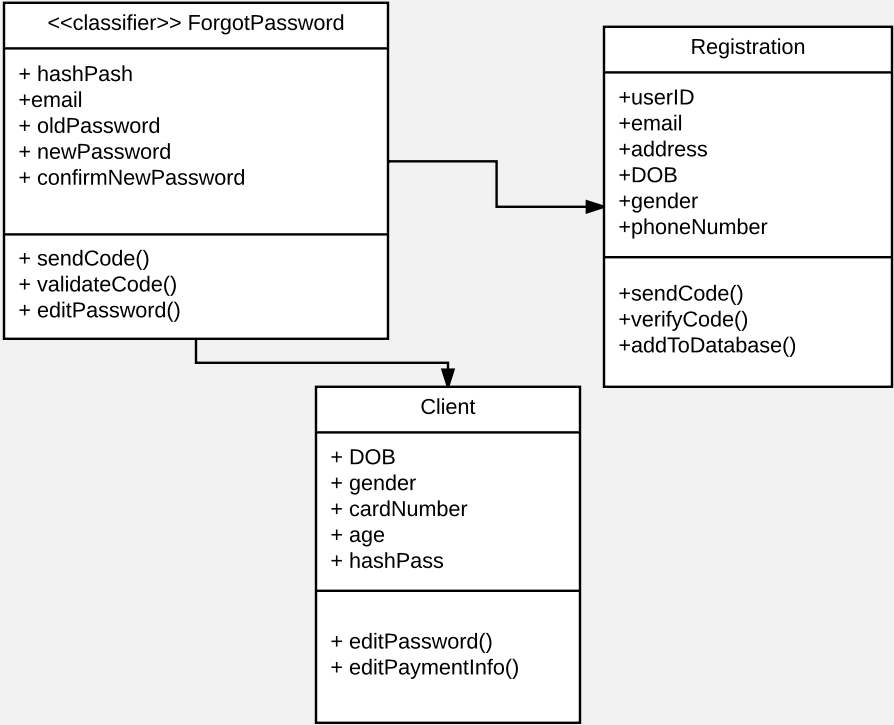 <<classifier>> ForgotPassword
+ hashPash
+email
+ oldPassword
+ newPassword
+ confirmNewPassword
+ sendCode()
+ validateCode()
+ editPassword()
Registration
+userID
+email
+address
+DOB
+gender
+phoneNumber
+sendCode()
+verifyCode()
+addToDatabase()
Client
+ DOB
+ gender
+ cardNumber
+ age
+ hashPass
+ editPassword()
+ editPaymentInfo()